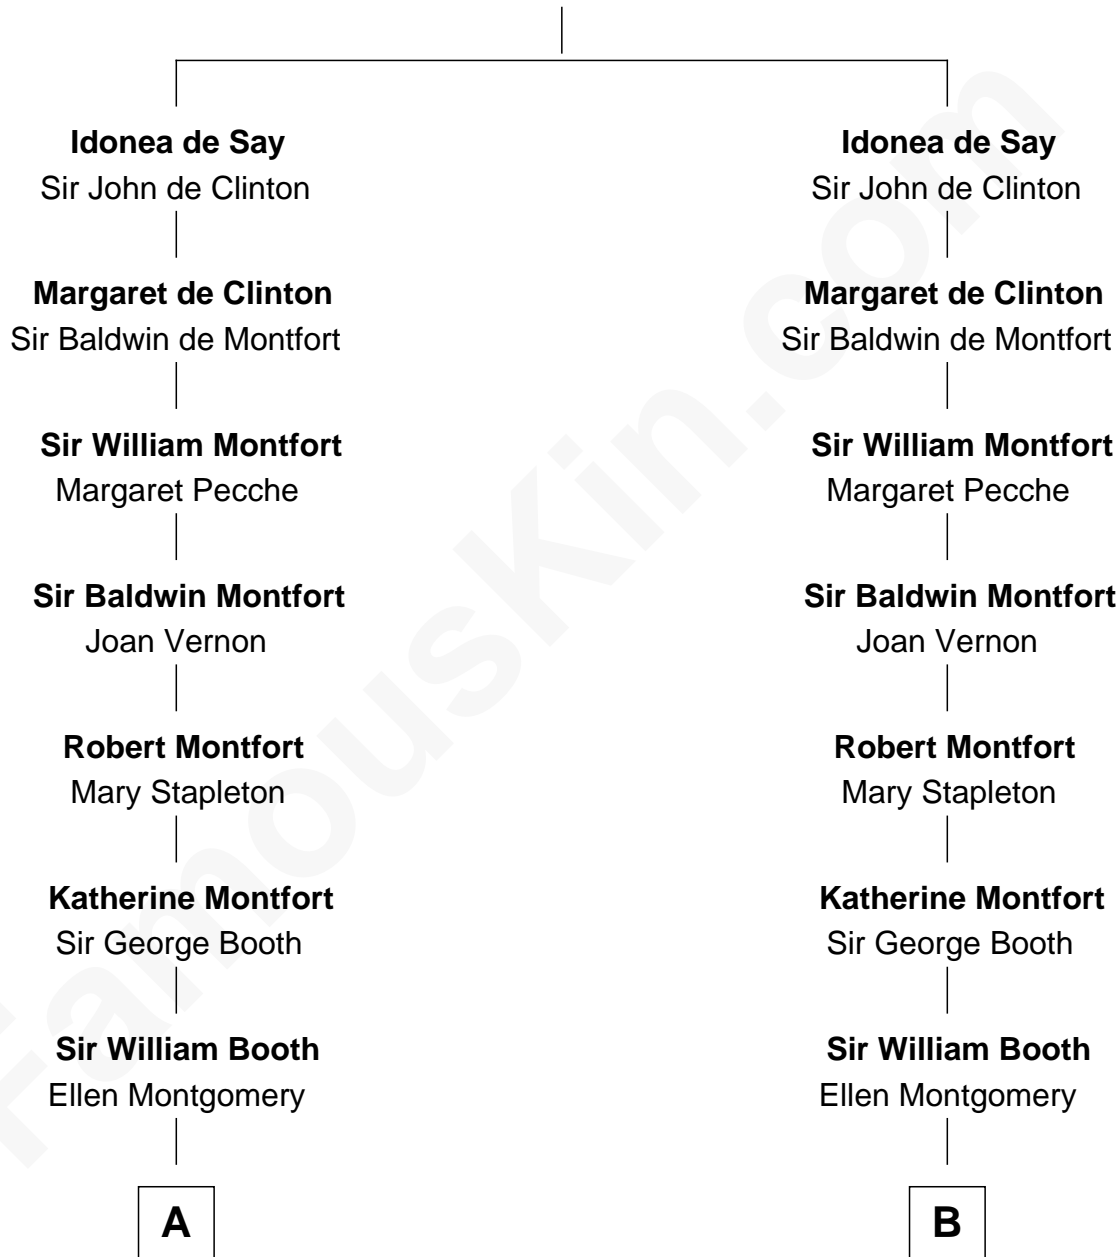 Idonea de Say
Sir John de Clinton
Margaret de Clinton
Sir Baldwin de Montfort
Sir William Montfort
Margaret Pecche
Sir Baldwin Montfort
Joan Vernon
Robert Montfort
Mary Stapleton
Katherine Montfort
Sir George Booth
Sir William Booth
Ellen Montgomery
A
Idonea de Say
Sir John de Clinton
Margaret de Clinton
Sir Baldwin de Montfort
Sir William Montfort
Margaret Pecche
Sir Baldwin Montfort
Joan Vernon
Robert Montfort
Mary Stapleton
Katherine Montfort
Sir George Booth
Sir William Booth
Ellen Montgomery
B
FamousKin.com